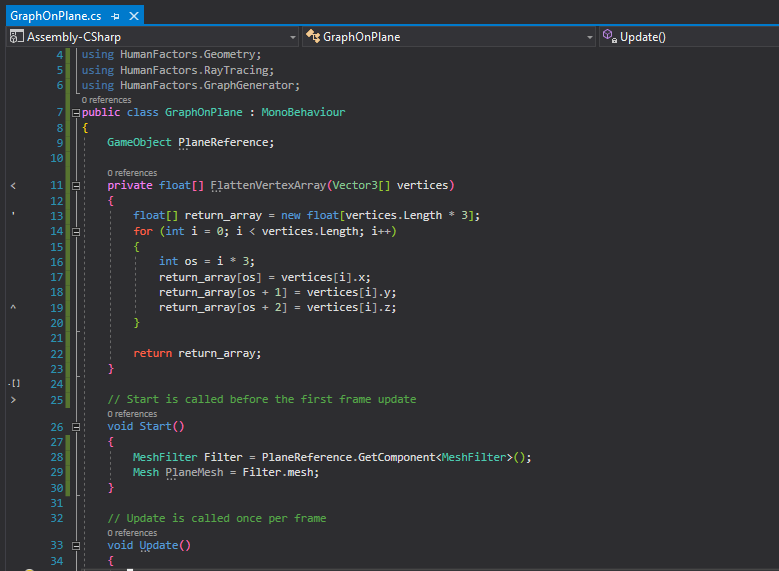 GraphOnPlane.cs
Assembly-CSharp GraphOnPlane Update()
4 using HumanFactors.Geometry;
5 using HumanFactors.RayTracing;
6 using HumanFactors.GraphGenerator;
0 references
7 public class GraphOnPlane : MonoBehaviour
8 {
9 GameObject PlaneReference;
10
0 references
11 private float[] FlattenVertexArray(Vector3[] vertices)
12 {
13 float[] return_array = new float[vertices.Length * 3];
14 for (int i = 0; i < vertices.Length; i++)
15 {
16 int os = i * 3;
17 return_array[os] = vertices[i].x;
18 return_array[os + 1] = vertices[i].y;
19 return_array[os + 2] = vertices[i].z;
20 }
21
22 return return_array;
23 }
24
25 // Start is called before the first frame update
0 references
26 void Start()
27 {
28 MeshFilter Filter = PlaneReference.GetComponent<MeshFilter>();
29 Mesh PlaneMesh = Filter.mesh;
30 }
31
32 // Update is called once per frame
0 references
33 void Update()
34 {